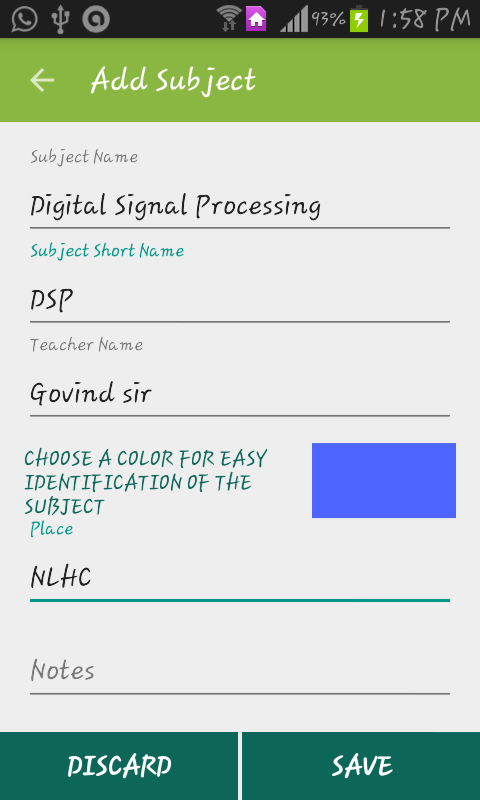 93% 1:58 PM
Add Subject
Subject Name
Digital Signal Processing
Subject Short Name
DSP
Teacher Name
Govind sir
CHOOSE A COLOR FOR EASY
IDENTIFICATION OF THE
SUBJECT
Place
NLHC
Notes
DISCARD SAVE